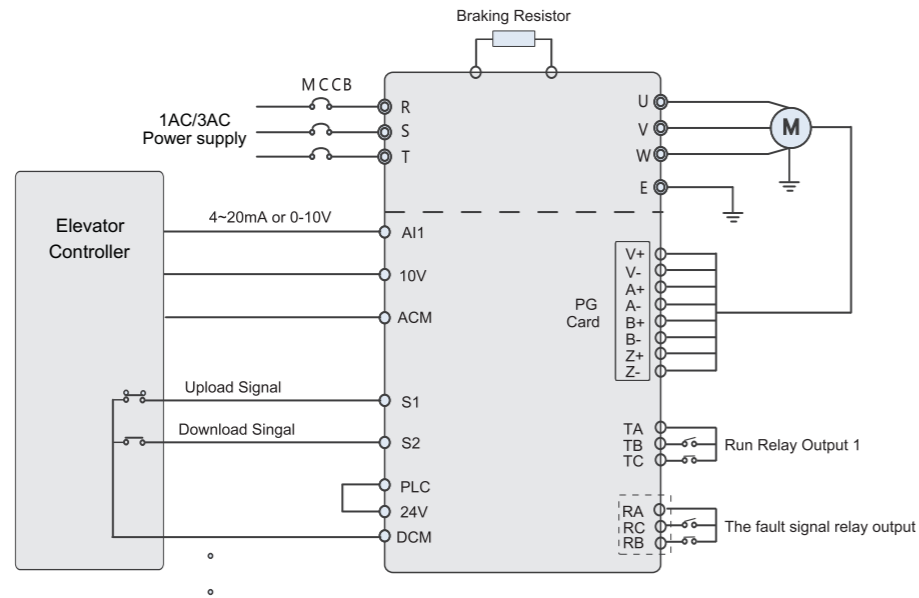 Braking Resistor
MCCB
1AC/3AC
Power supply
R
S
T
U
V
W
E
M
Elevator
Controller
4~20mA or 0-10V
AI1
10V
ACM
Upload Signal
S1
Download Singal
S2
PLC
24V
DCM
PG
Card
V+
V-
A+
A-
B+
B-
Z+
Z-
TA
TB
TC
Run Relay Output 1
RA
RC
RB
The fault signal relay output